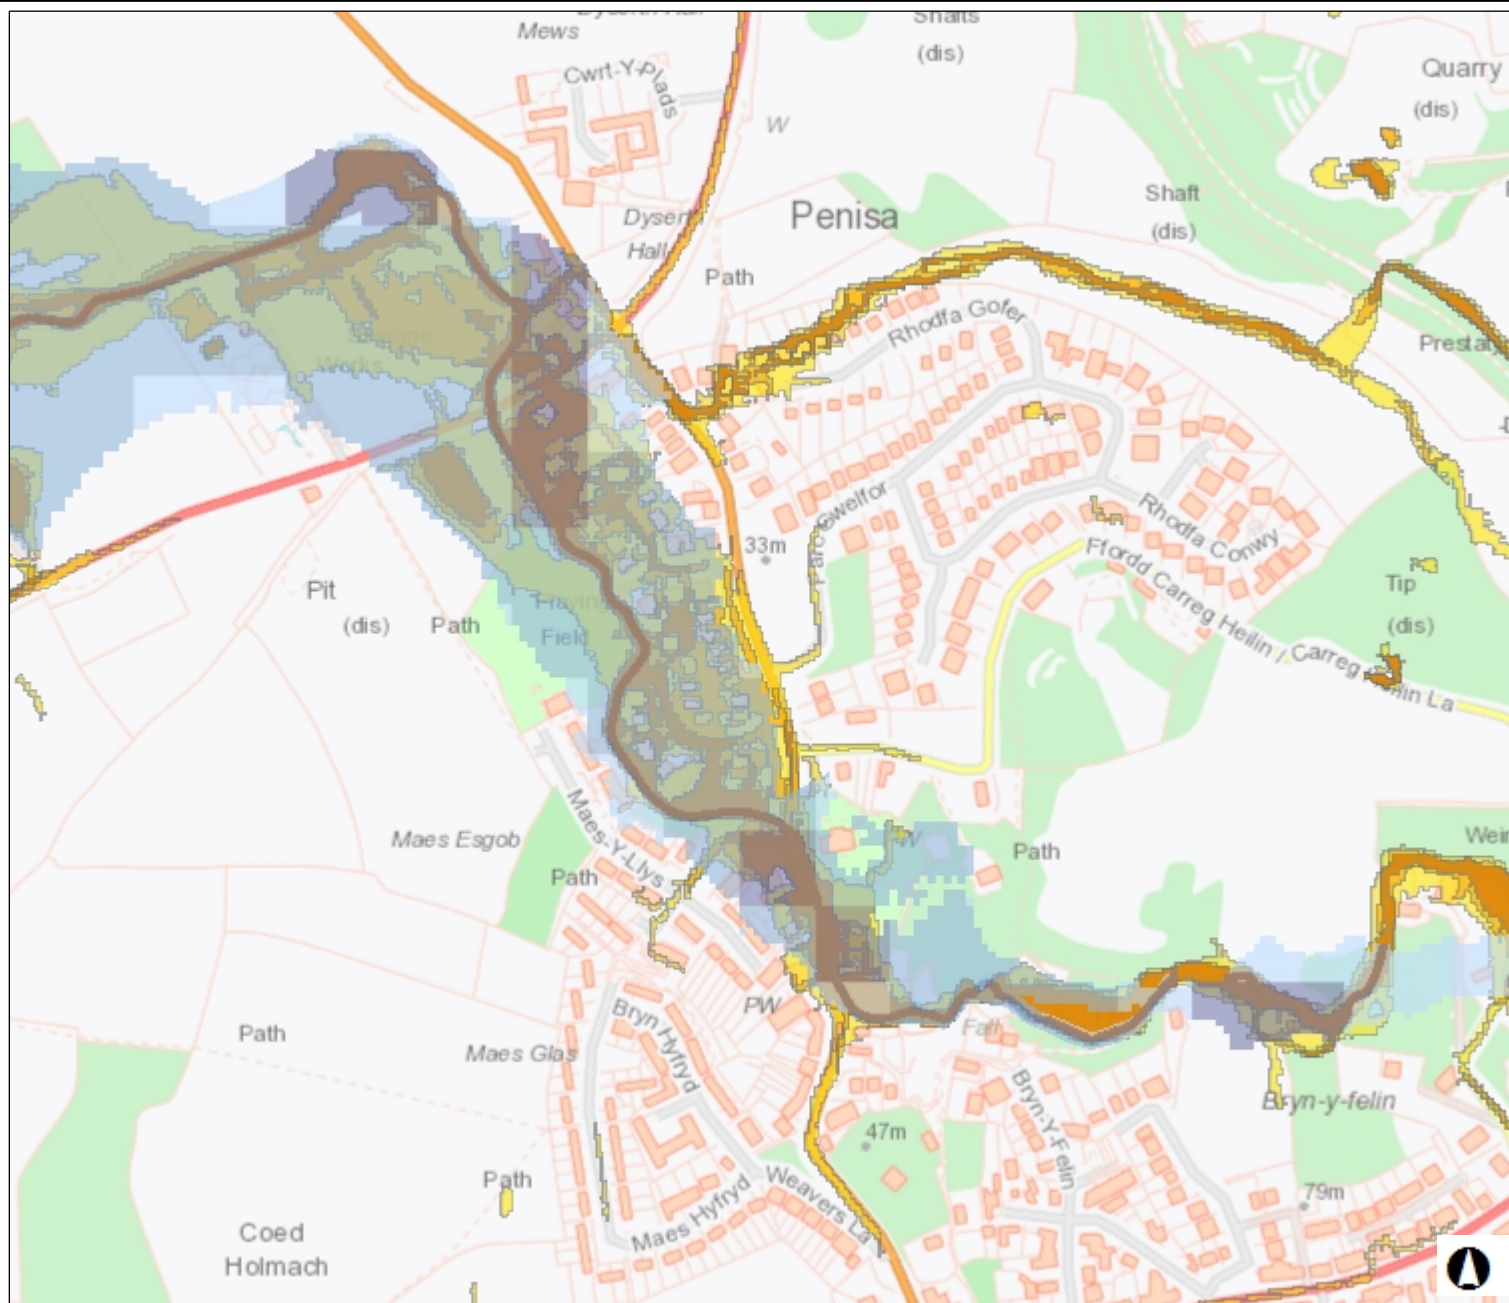 Mews
Shafts
(dis)
Cwrt-Y-Plads
Quarry
(dis)
W
Shaft
(dis)
Dyserth
Hall
Penisa
Path
Rhodfa Gofer
Works
Parc Gwelfor
Rhodfa Conwy
33m
Ffordd Carreg Heilin / Carreg Heilin La
Tip
(dis)
Pit
(dis)
Path
Playing
Field
Maes Esgob
Maes-Y-Llys
Path
Path
Weir
PW
Fall
Path
Maes Glas
Bryn Hyfryd
Bryn-Y-Felin
Bryn-y-felin
47m
Path
Weavers La
Maes Hyfryd
79m
Coed
Holmach